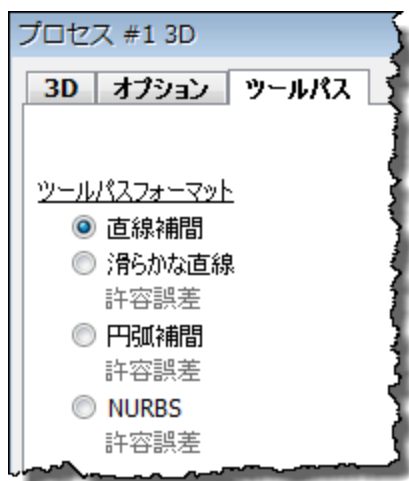 プロセス #1 3D
3D オプション ツールパス
ツールパスフォーマット
直線補間
滑らかな直線
許容誤差
円弧補間
許容誤差
NURBS
許容誤差